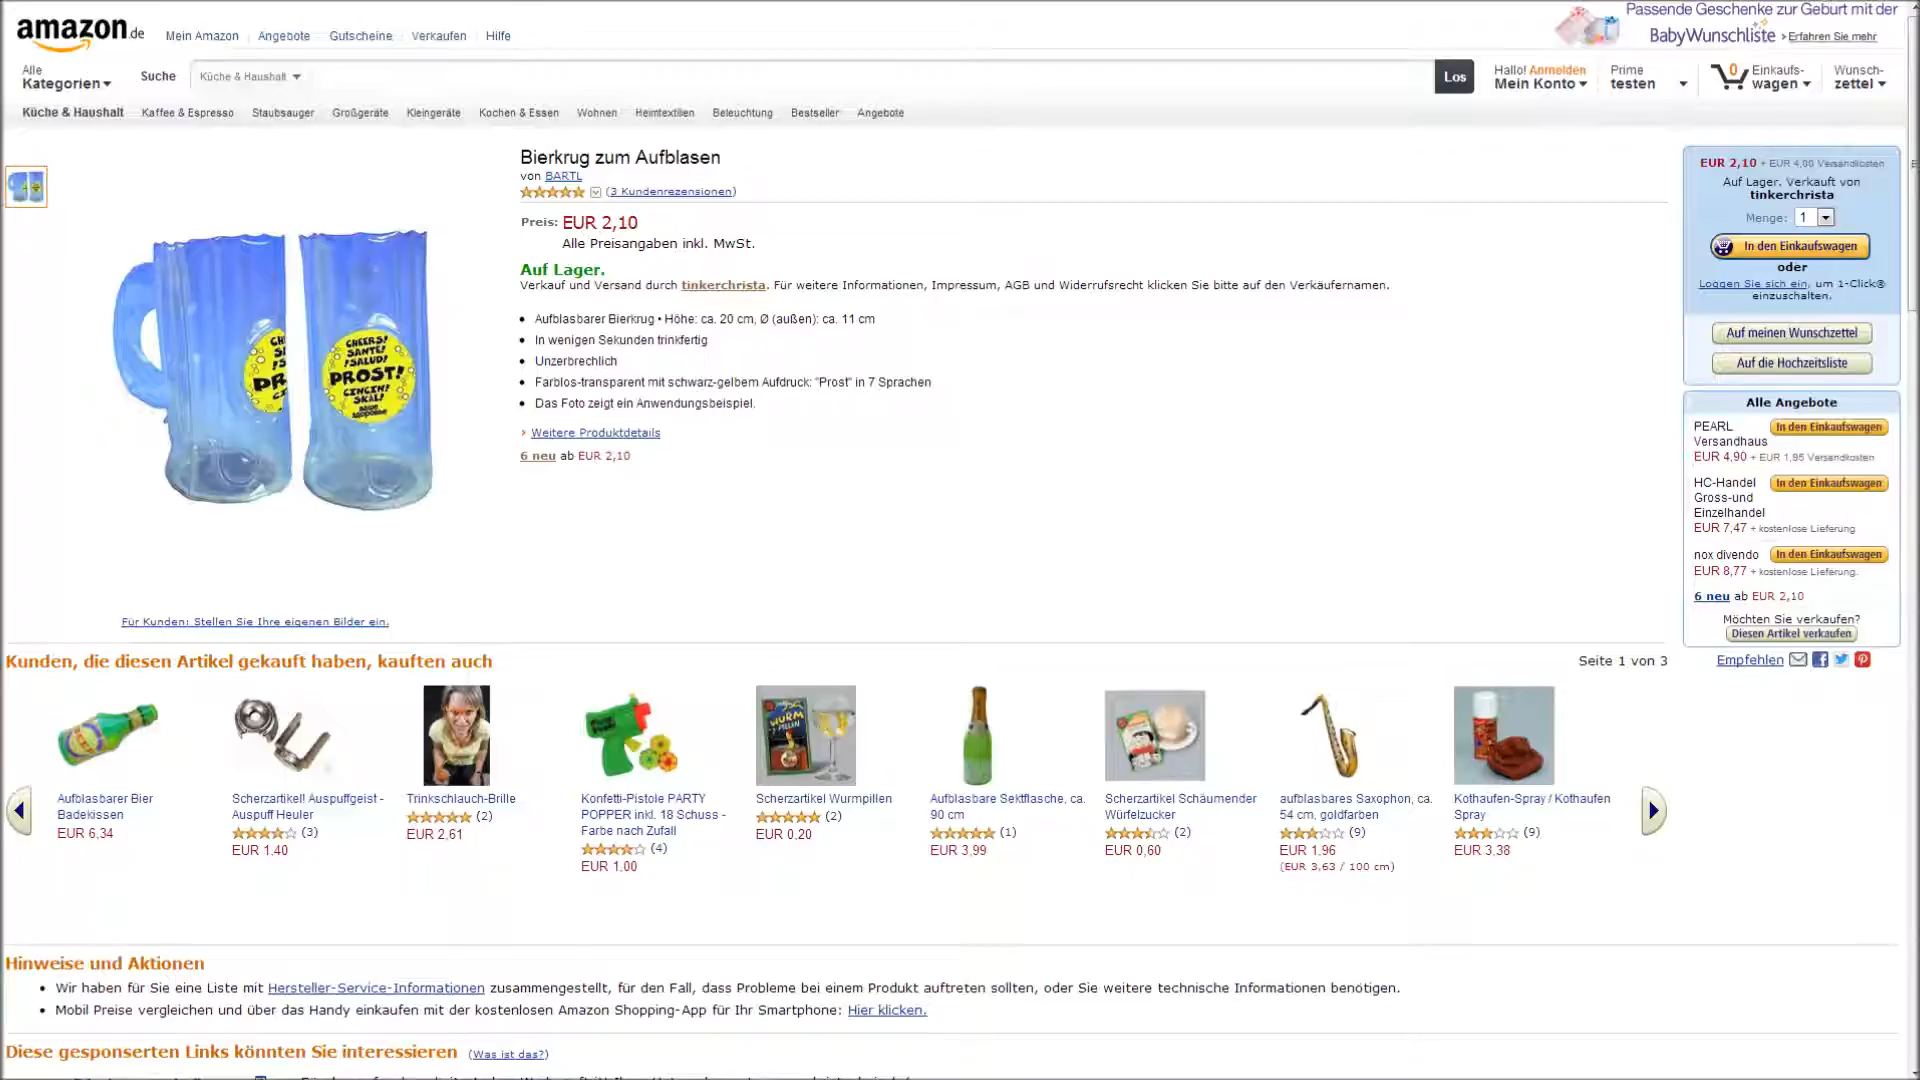 amazon.de
Mein Amazon
Angebote
Gutscheine
Verkaufen
Hilfe
Passende Geschenke zur Geburt mit der
BabyWunschliste › Erfahren Sie mehr
Alle
Kategorien
Suche
Küche & Haushalt
Los
Hallo! Anmelden
Mein Konto
Prime
testen
0
Einkaufs-
wagen
Wunsch-
zettel
Küche & Haushalt
Kaffee & Espresso
Staubsauger
Großgeräte
Kleingeräte
Kochen & Essen
Wohnen
Heimtextilien
Beleuchtung
Bestseller
Angebote
CHEERS!
SANTE!
!SALUD!
PROST!
CINCIN!
SKAL!
Bierkrug zum Aufblasen
von BARTL
(3 Kundenrezensionen)
Preis: EUR 2,10
Alle Preisangaben inkl. MwSt.
Auf Lager.
Verkauf und Versand durch tinkerchrista. Für weitere Informationen, Impressum, AGB und Widerrufsrecht klicken Sie bitte auf den Verkäufernamen.
• Aufblasbarer Bierkrug • Höhe: ca. 20 cm, Ø (außen): ca. 11 cm
• In wenigen Sekunden trinkfertig
• Unzerbrechlich
• Farblos-transparent mit schwarz-gelbem Aufdruck: "Prost" in 7 Sprachen
• Das Foto zeigt ein Anwendungsbeispiel.
› Weitere Produktdetails
6 neu ab EUR 2,10
Für Kunden: Stellen Sie Ihre eigenen Bilder ein.
EUR 2,10 + EUR 4,00 Versandkosten
Auf Lager. Verkauft von
tinkerchrista
Menge: 1
In den Einkaufswagen
oder
Loggen Sie sich ein, um 1-Click®
einzuschalten.
Auf meinen Wunschzettel
Auf die Hochzeitsliste
Alle Angebote
PEARL
Versandhaus
In den Einkaufswagen
EUR 4,90 + EUR 1,95 Versandkosten
HC-Handel
Gross-und
Einzelhandel
In den Einkaufswagen
EUR 7,47 + kostenlose Lieferung
nox divendo
In den Einkaufswagen
EUR 8,77 + kostenlose Lieferung.
6 neu ab EUR 2,10
Möchten Sie verkaufen?
Diesen Artikel verkaufen
Empfehlen
Kunden, die diesen Artikel gekauft haben, kauften auch
Seite 1 von 3
Aufblasbarer Bier
Badekissen
EUR 6,34
Scherzartikel! Auspuffgeist -
Auspuff Heuler
(3)
EUR 1,40
Trinkschlauch-Brille
(2)
EUR 2,61
Konfetti-Pistole PARTY
POPPER inkl. 18 Schuss -
Farbe nach Zufall
(4)
EUR 1,00
WURM
PILLEN
Scherzartikel Wurmpillen
(2)
EUR 0,20
Aufblasbare Sektflasche, ca.
90 cm
(1)
EUR 3,99
Scherzartikel Schäumender
Würfelzucker
(2)
EUR 0,60
aufblasbares Saxophon, ca.
54 cm, goldfarben
(9)
EUR 1,96
(EUR 3,63 / 100 cm)
Kothaufen-Spray / Kothaufen
Spray
(9)
EUR 3,38
Hinweise und Aktionen
• Wir haben für Sie eine Liste mit Hersteller-Service-Informationen zusammengestellt, für den Fall, dass Probleme bei einem Produkt auftreten sollten, oder Sie weitere technische Informationen benötigen.
• Mobil Preise vergleichen und über das Handy einkaufen mit der kostenlosen Amazon Shopping-App für Ihr Smartphone: Hier klicken.
Diese gesponserten Links könnten Sie interessieren (Was ist das?)